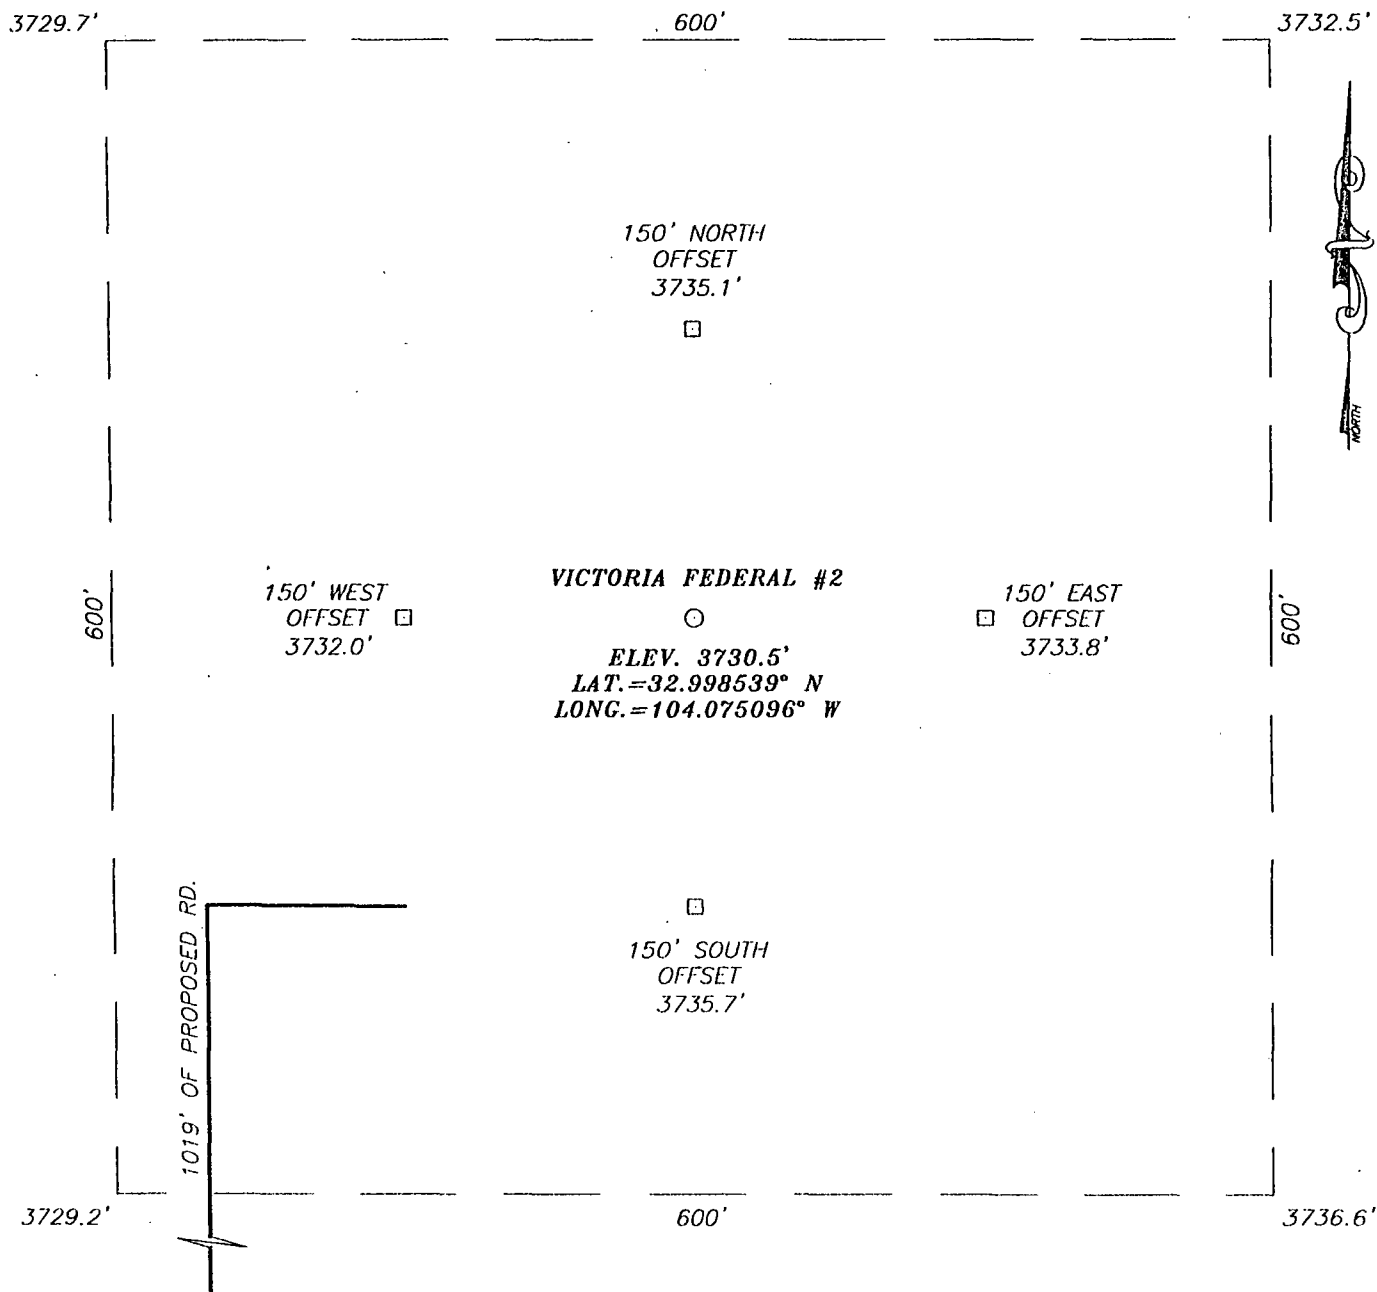 3729.7'
600'
3732.5'
NORTH
150' NORTH
OFFSET
3735.1'
600'
150' WEST
OFFSET
3732.0'
VICTORIA FEDERAL #2
ELEV. 3730.5'
LAT.=32.998539° N
LONG.=104.075096° W
150' EAST
OFFSET
3733.8'
600'
1019' OF PROPOSED RD.
150' SOUTH
OFFSET
3735.7'
3729.2'
600'
3736.6'